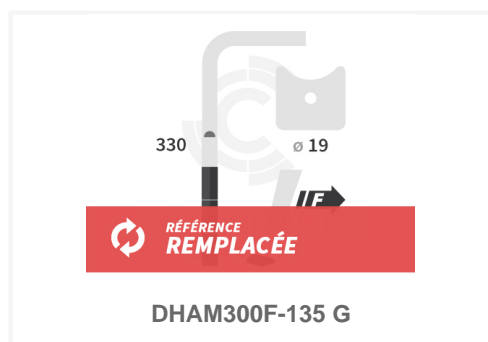 330
ø 19
F
RÉFÉRENCE
REMPLACÉE
DHAM300F-135 G